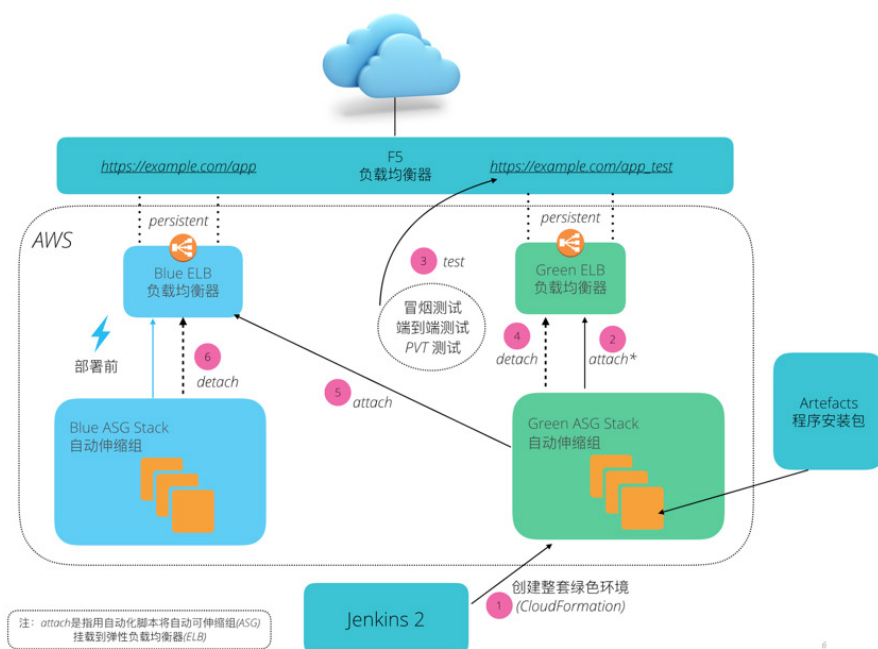 F5
负载均衡器
https://example.com/app
https://example.com/app_test
AWS
persistent
Blue ELB
负载均衡器
persistent
Green ELB
负载均衡器
3 test
冒烟测试
端到端测试
PVT 测试
部署前
6
detach
4
detach
2
attach*
5 attach
Blue ASG Stack
自动伸缩组
Green ASG Stack
自动伸缩组
Artefacts
程序安装包
Jenkins 2
1
创建整套绿色环境
(CloudFormation)
注：attach是指用自动化脚本将自动可伸缩组(ASG)
挂载到弹性负载均衡器(ELB)